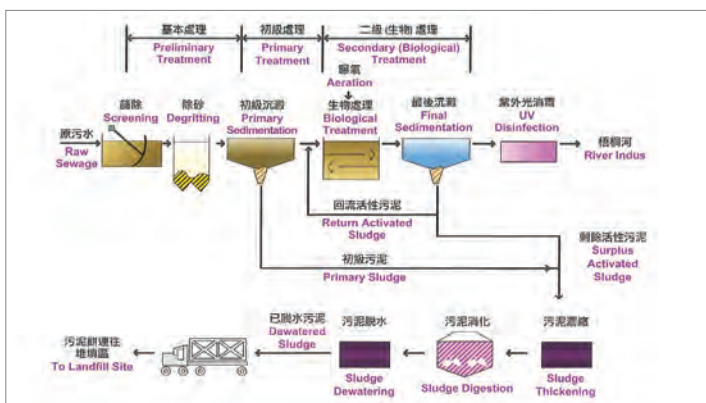 基本處理
Preliminary
Treatment
初級處理
Primary
Treatment
二級 (生物) 處理
Secondary (Biological)
Treatment
曝氣
Aeration
原污水
Raw
Sewage
篩除
Screening
除砂
Degritting
初級沉澱
Primary
Sedimentation
生物處理
Biological
Treatment
最後沉澱
Final
Sedimentation
紫外光消毒
UV
Disinfection
梧桐河
River Indus
回流活性污泥
Return Activated
Sludge
初級污泥
Primary Sludge
剩餘活性污泥
Surplus
Activated
Sludge
污泥餅運往
堆填區
To Landfill Site
已脫水污泥
Dewatered
Sludge
污泥脫水
Sludge
Dewatering
污泥消化
Sludge Digestion
污泥濃縮
Sludge
Thickening